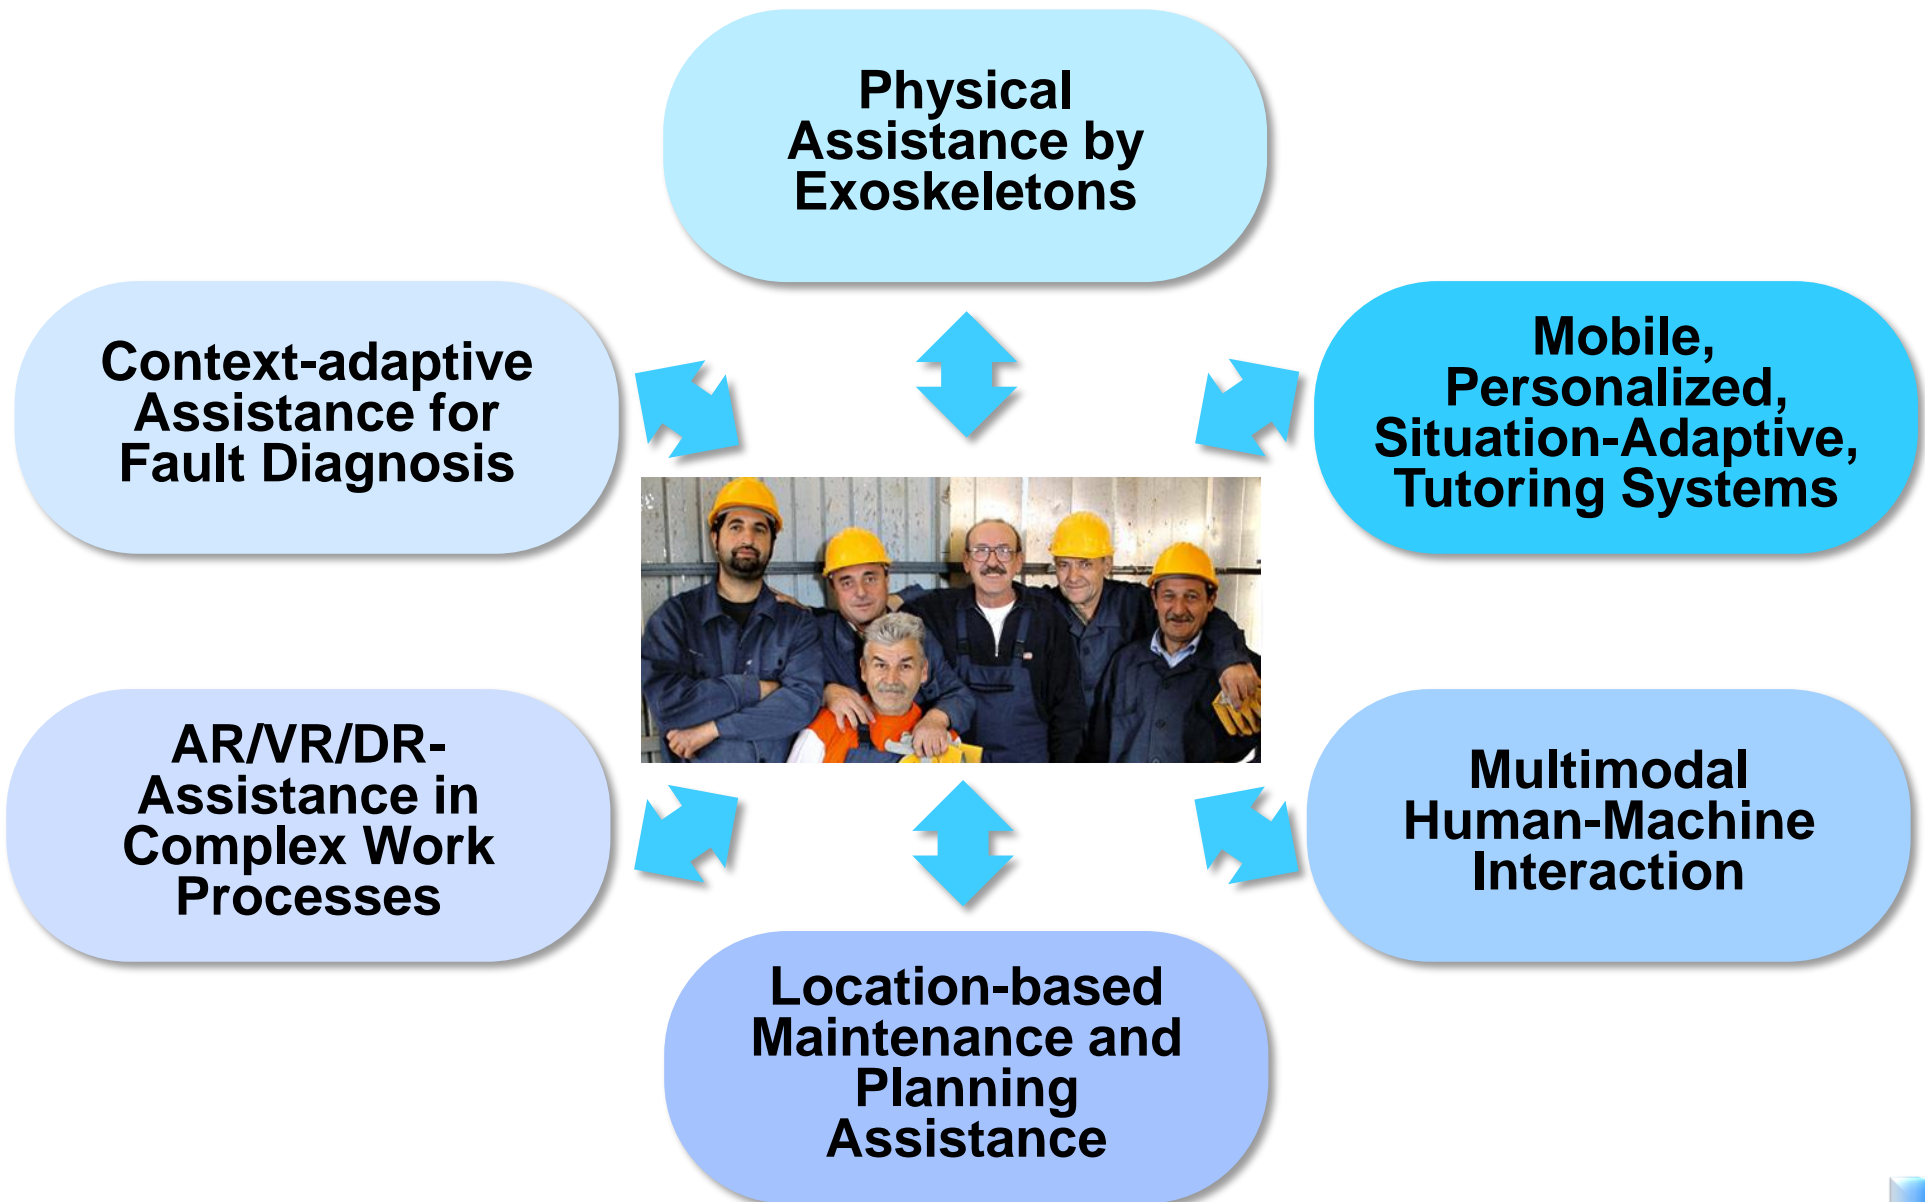 Physical
Assistance by
Exoskeletons
Context-adaptive
Assistance for
Fault Diagnosis
Mobile,
Personalized,
Situation-Adaptive,
Tutoring Systems
AR/VR/DR-
Assistance in
Complex Work
Processes
Multimodal
Human-Machine
Interaction
Location-based
Maintenance and
Planning
Assistance